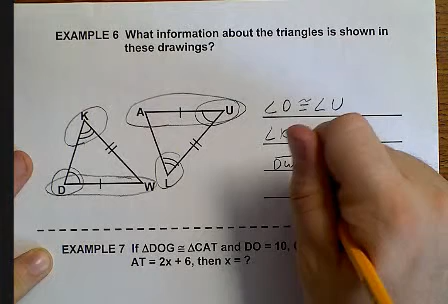 EXAMPLE 6 What information about the triangles is shown in
these drawings?
K
A
U
∠D ≅ ∠U
∠K
D
W
L
DW
EXAMPLE 7 If ΔDOG ≅ ΔCAT and DO = 10,
AT = 2x + 6, then x = ?